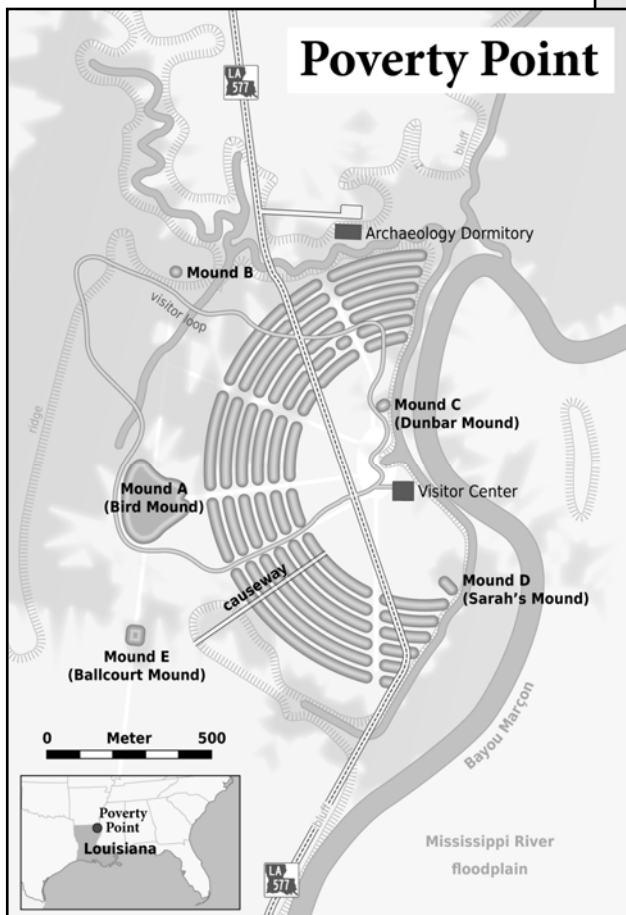 Poverty Point
LA
577
bluff
Archaeology Dormitory
Mound B
visitor loop
ridge
Mound C
(Dunbar Mound)
Mound A
(Bird Mound)
Visitor Center
causeway
Mound D
(Sarah's Mound)
Mound E
(Ballcourt Mound)
0 Meter 500
Bayou Marçon
Poverty
Point
Louisiana
bluff
Mississippi River
floodplain
LA
577